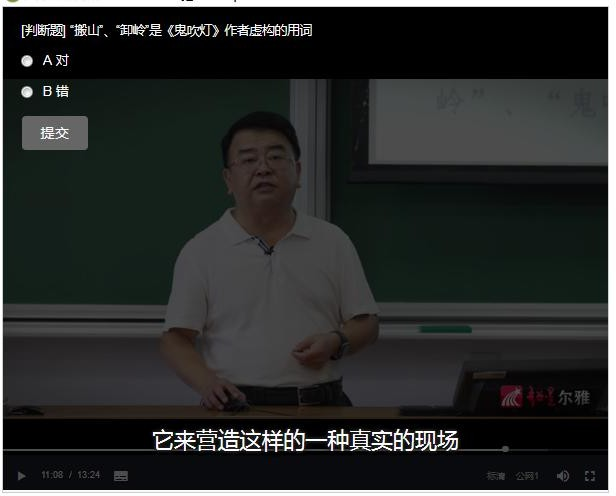 [判断题] “搬山”、“卸岭”是《鬼吹灯》作者虚构的用词
A 对
B 错
提交
岭”、“鬼
尔雅
它来营造这样的一种真实的现场
11:08 / 13:24
标清 公网1